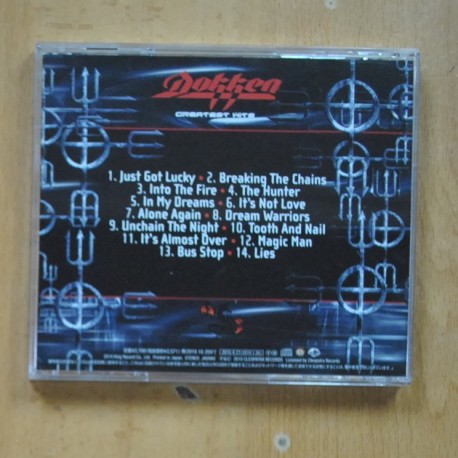 Dokken
GREATEST HITS
1. Just Got Lucky • 2. Breaking The Chains
3. Into The Fire • 4. The Hunter
5. In My Dreams • 6. It's Not Love
7. Alone Again • 8. Dream Warriors
9. Unchain The Night • 10. Tooth And Nail
11. It's Almost Over • 12. Magic Man
13. Bus Stop • 14. Lies